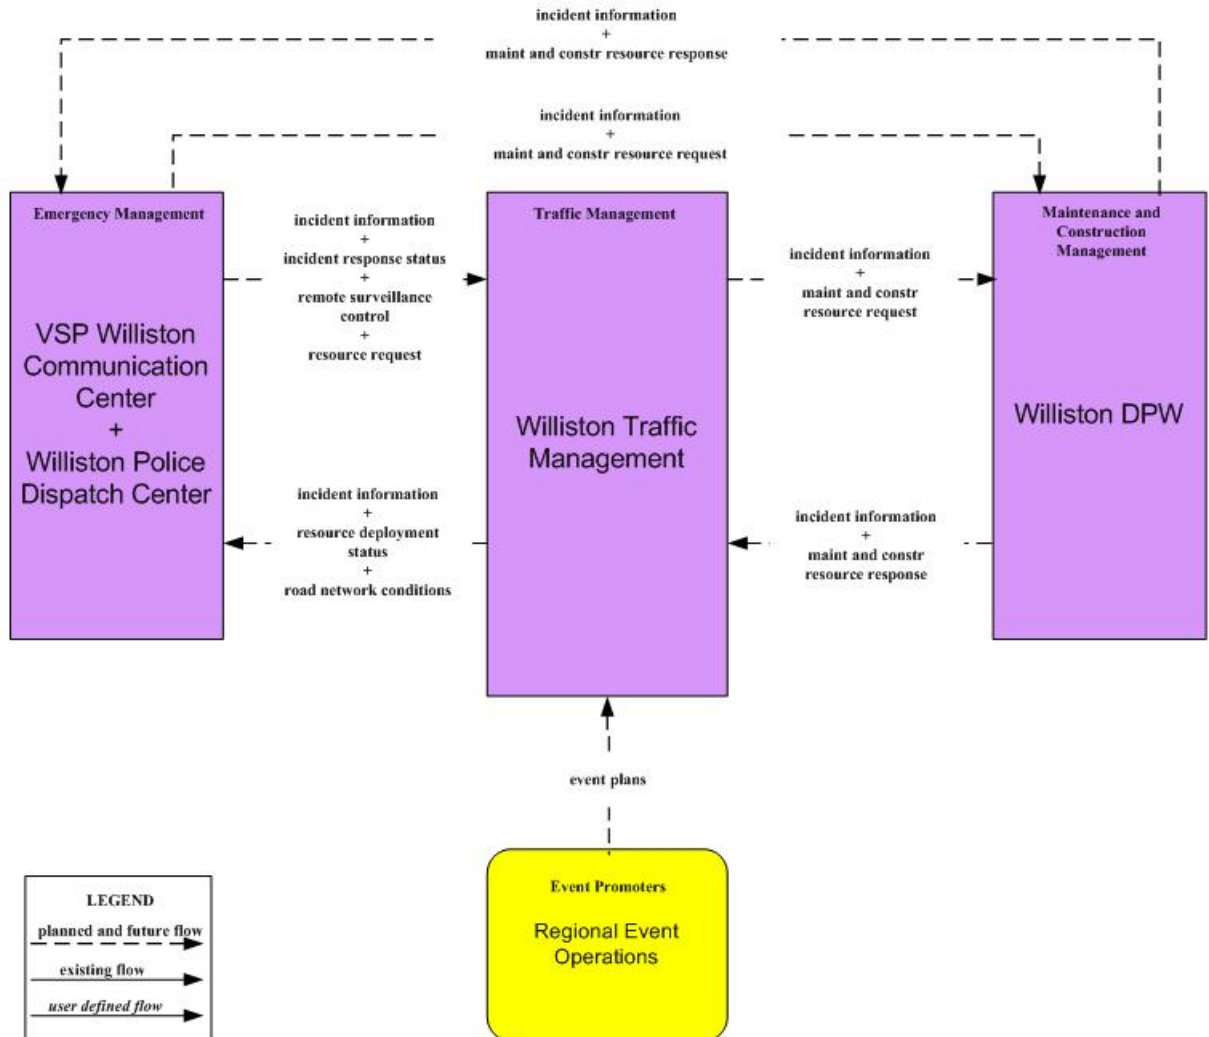 incident information
+
maint and constr resource response
incident information
+
maint and constr resource request
Emergency Management
VSP Williston
Communication
Center
+
Williston Police
Dispatch Center
incident information
+
incident response status
+
remote surveillance
control
+
resource request
incident information
+
resource deployment
status
+
road network conditions
Traffic Management
Williston Traffic
Management
incident information
+
maint and constr
resource request
incident information
+
maint and constr
resource response
Maintenance and
Construction
Management
Williston DPW
event plans
Event Promoters
Regional Event
Operations
LEGEND
planned and future flow
existing flow
user defined flow